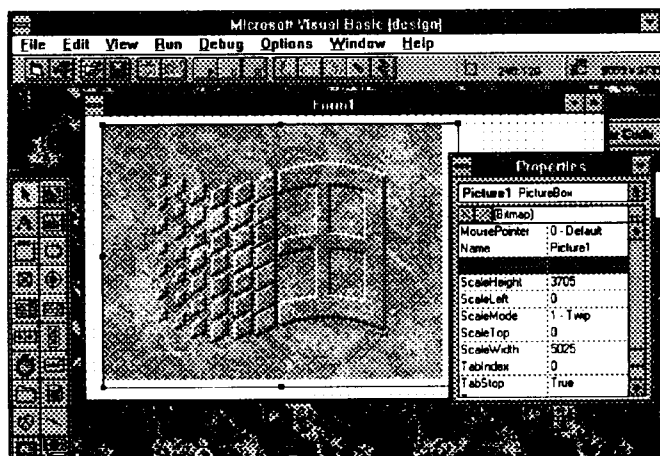 Microsoft Visual Basic [design]
File Edit View Run Debug Options Window Help
Form1
Properties
Picture1 PictureBox
(Bitmap)
MousePointer 0 - Default
Name Picture1
ScaleHeight 3705
ScaleLeft 0
ScaleMode 1 - Twip
ScaleTop 0
ScaleWidth 5025
TabIndex 0
TabStop True